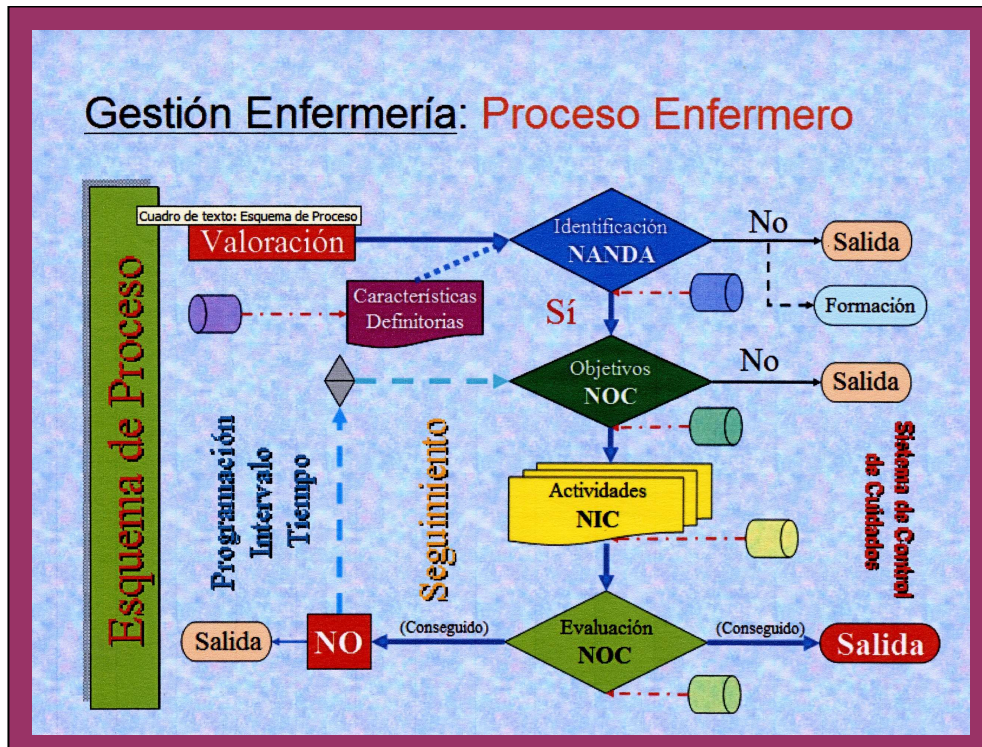 Gestión Enfermería: Proceso Enfermero
Esquema de Proceso
Cuadro de texto: Esquema de Proceso
Valoración
Identificación
NANDA
No
Salida
Características
Definitorias
Sí
Formación
Objetivos
NOC
No
Salida
Programación
Intervalo
Tiempo
Seguimiento
Actividades
NIC
Sistema de Control
de Cuidados
Salida
NO
(Conseguido)
Evaluación
NOC
(Conseguido)
Salida